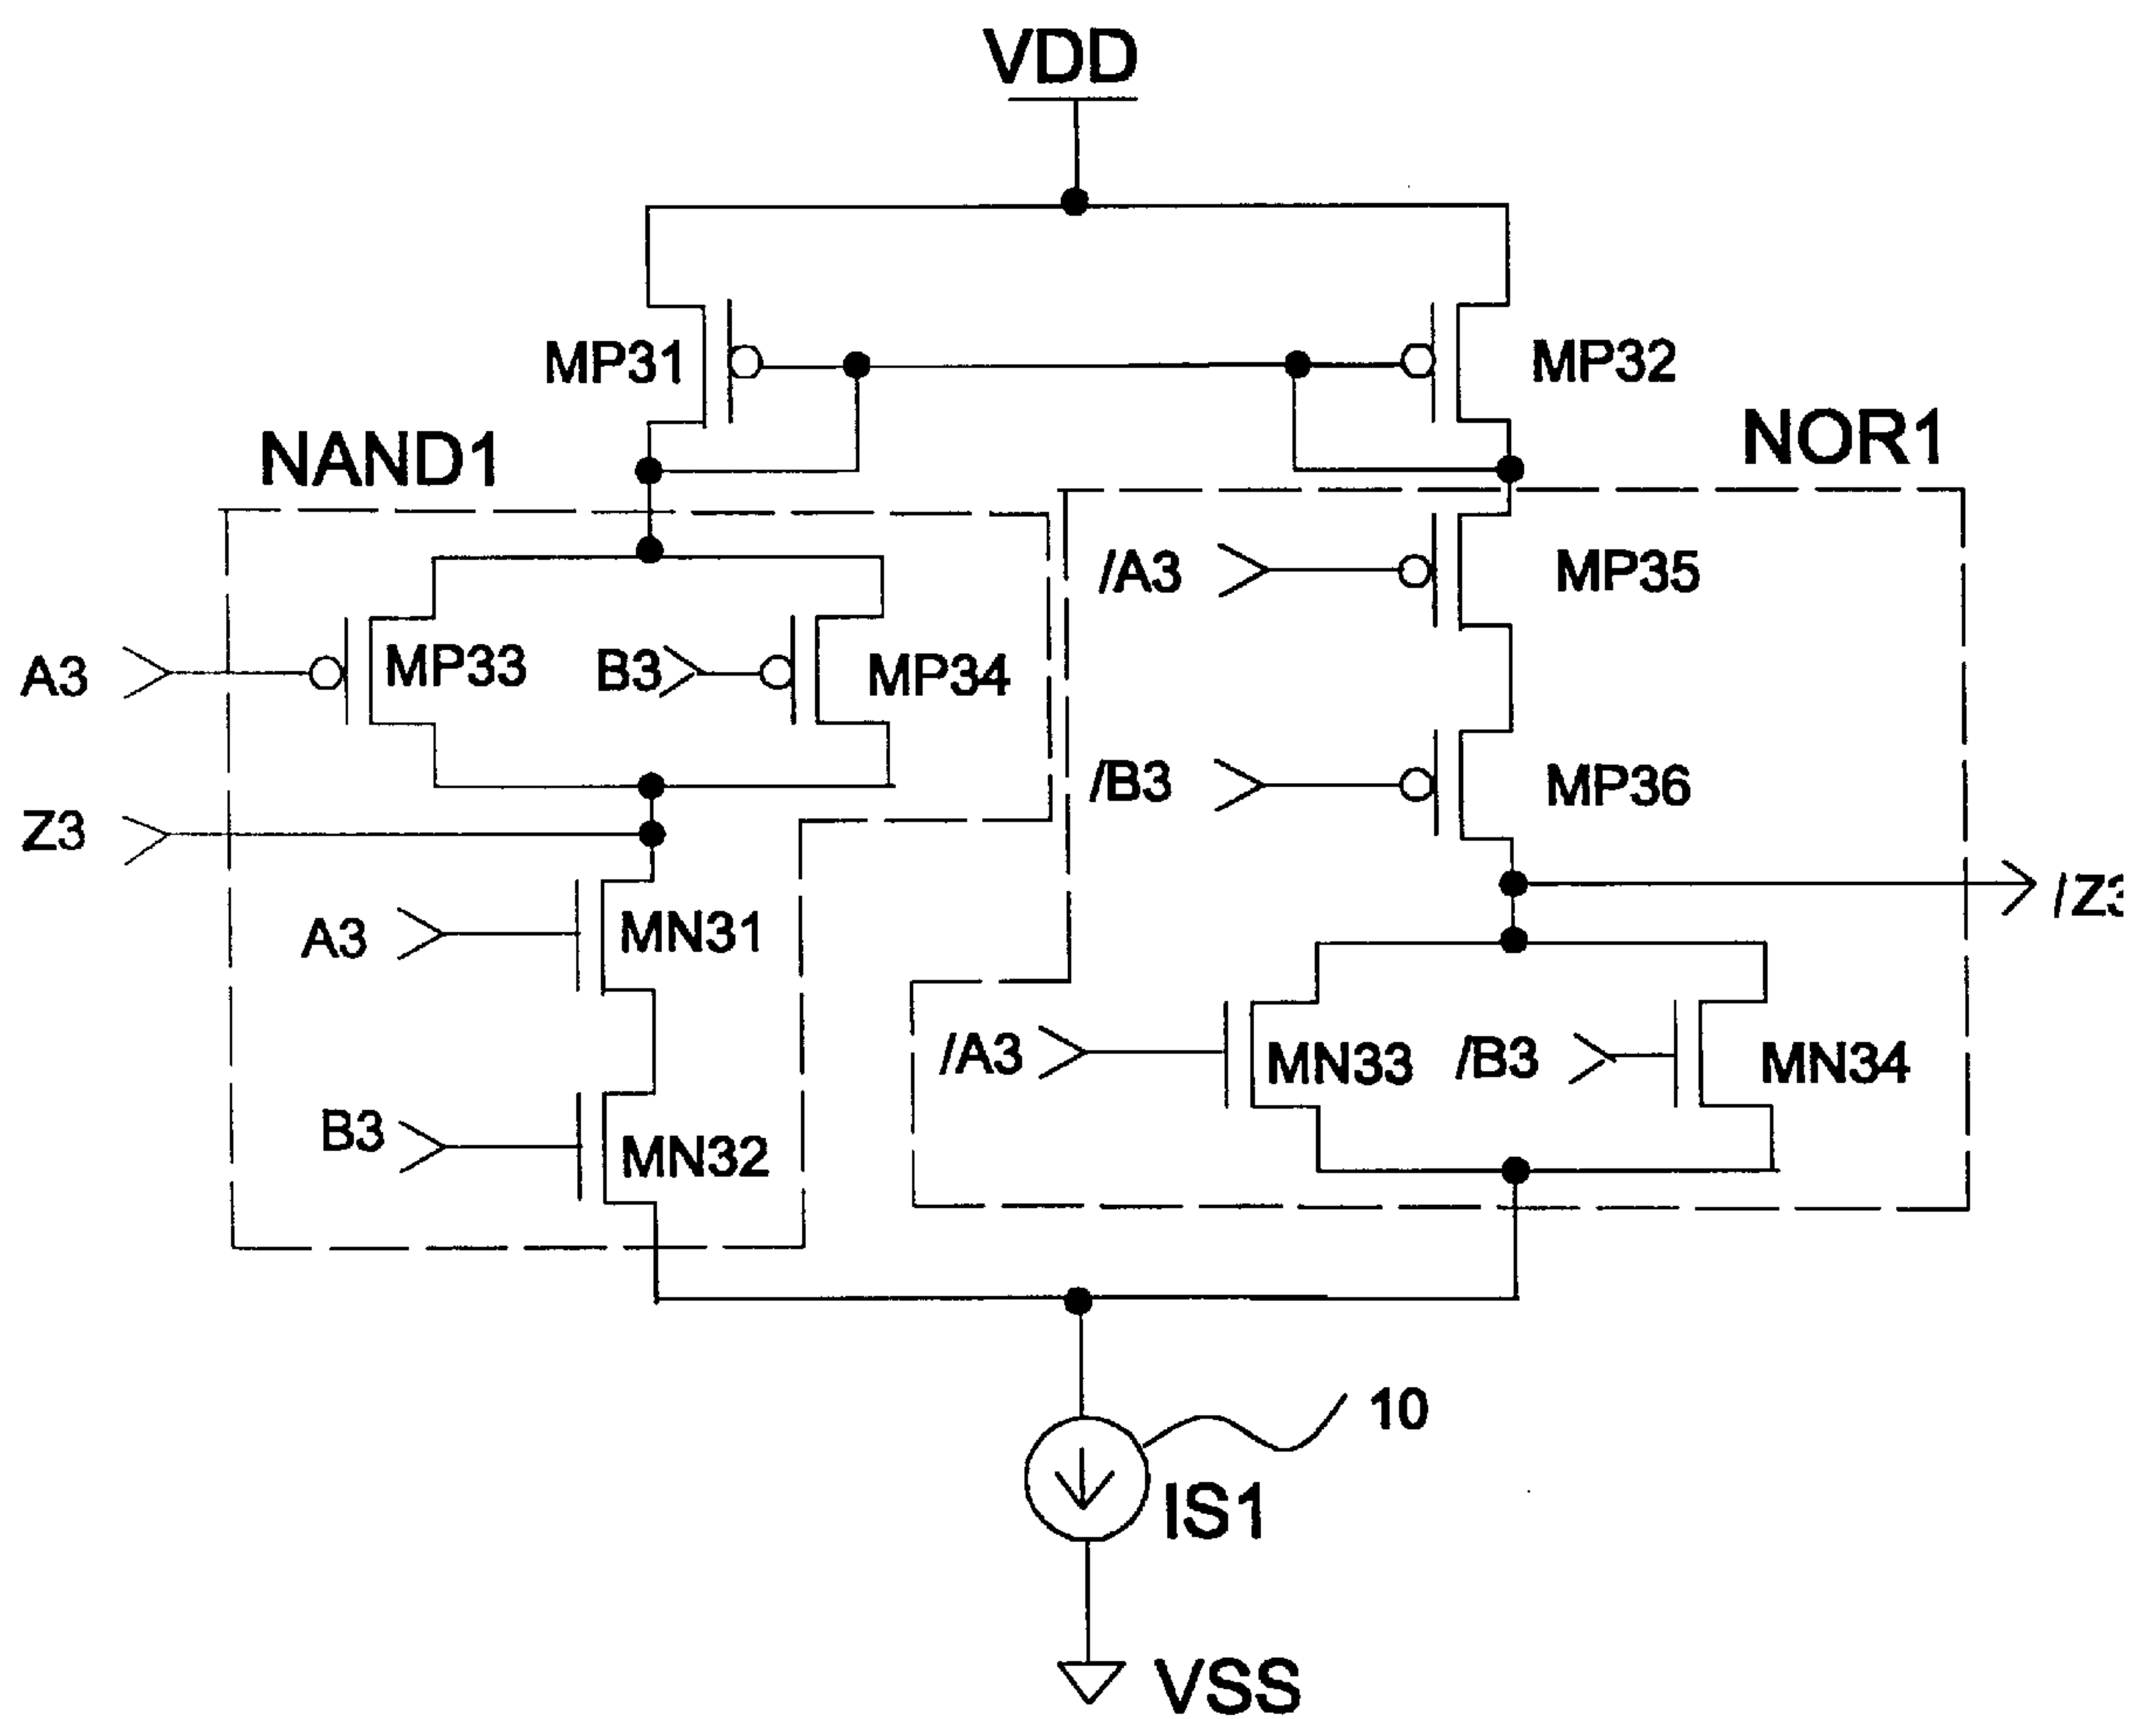 VDD
MP31
MP32
NAND1
NOR1
/A3
MP35
A3
MP33
B3
MP34
/B3
MP36
Z3
A3
MN31
/A3
MN33
/B3
MN34
B3
MN32
10
IS1
VSS